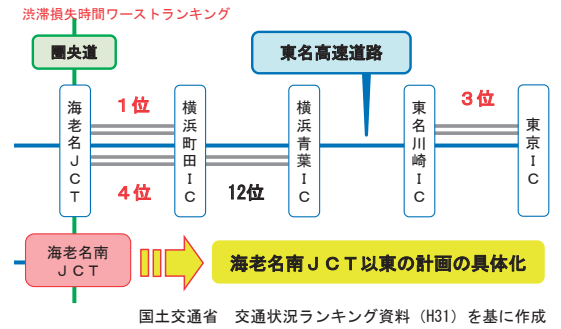 渋滞損失時間ワーストランキング
圏央道
東名高速道路
海老名ＪＣＴ
１位
横浜町田ＩＣ
横浜青葉ＩＣ
東名川崎ＩＣ
３位
東京ＩＣ
４位
12位
海老名南
ＪＣＴ
海老名南ＪＣＴ以東の計画の具体化
国土交通省　交通状況ランキング資料（H31）を基に作成